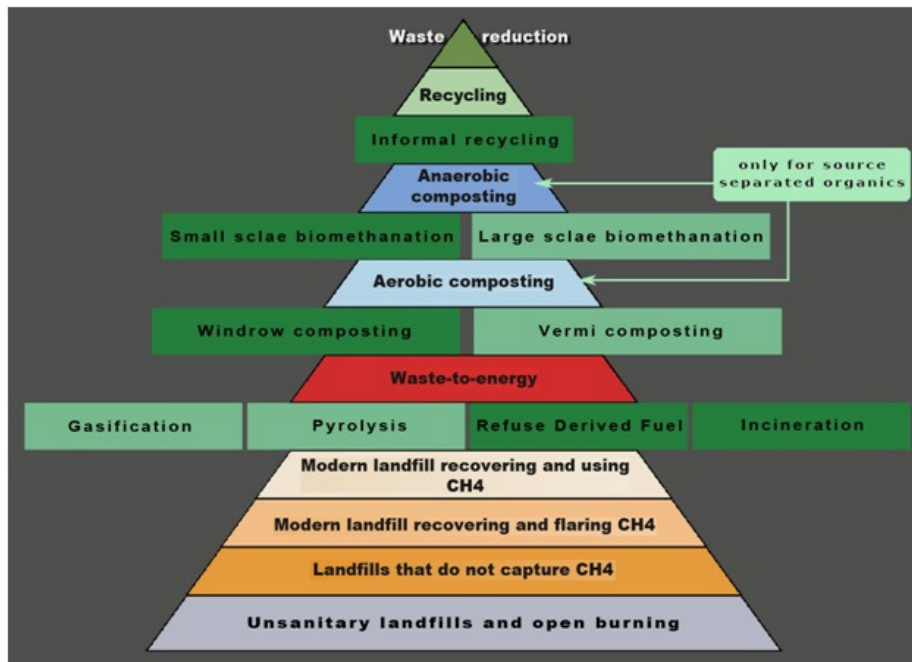 Waste reduction
Recycling
Informal recycling
Anaerobic
composting
only for source
separated organics
Small sclae biomethanation
Large sclae biomethanation
Aerobic composting
Windrow composting
Vermi composting
Waste-to-energy
Gasification
Pyrolysis
Refuse Derived Fuel
Incineration
Modern landfill recovering and using
CH4
Modern landfill recovering and flaring CH4
Landfills that do not capture CH4
Unsanitary landfills and open burning